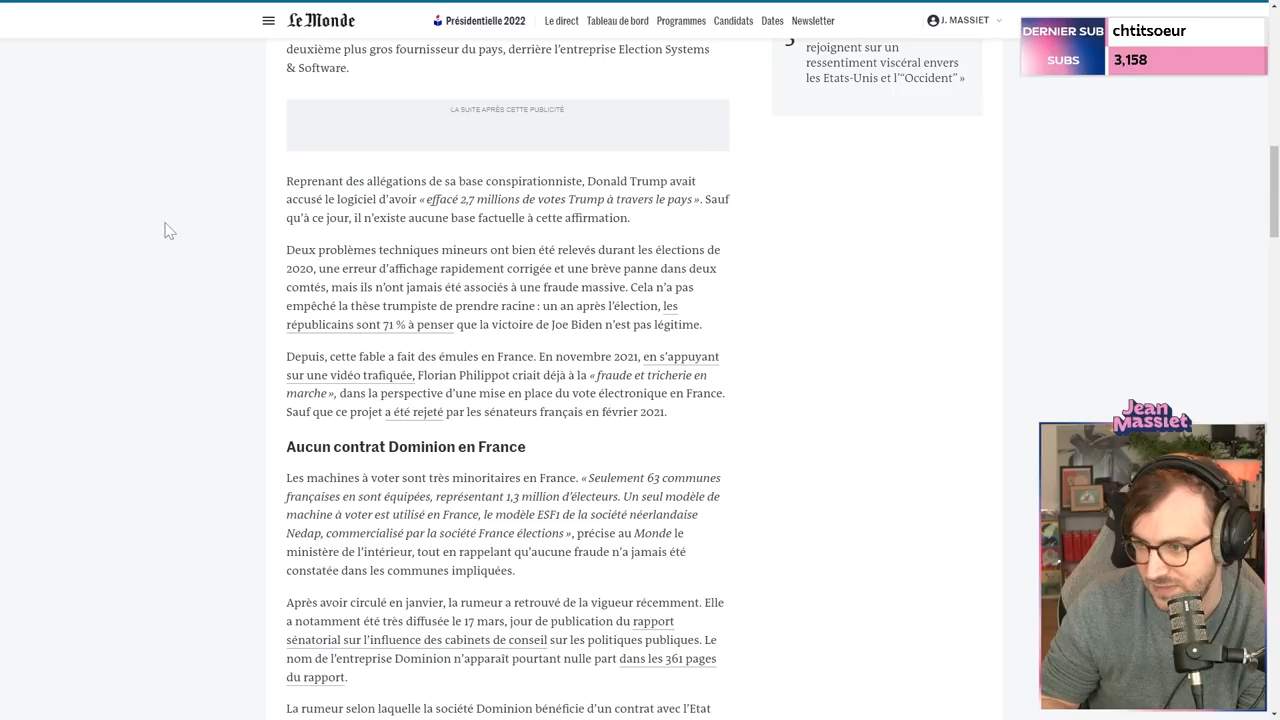 Le Monde
Présidentielle 2022
Le direct
Tableau de bord
Programmes
Candidats
Dates
Newsletter
J. MASSIET
DERNIER SUB
chtitsoeur
SUBS
3,158
deuxième plus gros fournisseur du pays, derrière l'entreprise Election Systems
& Software.
rejoignent sur un
ressentiment viscéral envers
les Etats-Unis et l'"Occident" »
LA SUITE APRÈS CETTE PUBLICITÉ
Reprenant des allégations de sa base conspirationniste, Donald Trump avait
accusé le logiciel d'avoir « effacé 2,7 millions de votes Trump à travers le pays ». Sauf
qu'à ce jour, il n'existe aucune base factuelle à cette affirmation.
Deux problèmes techniques mineurs ont bien été relevés durant les élections de
2020, une erreur d'affichage rapidement corrigée et une brève panne dans deux
comtés, mais ils n'ont jamais été associés à une fraude massive. Cela n'a pas
empêché la thèse trumpiste de prendre racine : un an après l'élection, les
républicains sont 71 % à penser que la victoire de Joe Biden n'est pas légitime.
Depuis, cette fable a fait des émules en France. En novembre 2021, en s'appuyant
sur une vidéo trafiquée, Florian Philippot criait déjà à la « fraude et tricherie en
marche », dans la perspective d'une mise en place du vote électronique en France.
Sauf que ce projet a été rejeté par les sénateurs français en février 2021.
Aucun contrat Dominion en France
Les machines à voter sont très minoritaires en France. « Seulement 63 communes
françaises en sont équipées, représentant 1,3 million d'électeurs. Un seul modèle de
machine à voter est utilisé en France, le modèle ESF1 de la société néerlandaise
Nedap, commercialisé par la société France élections », précise au Monde le
ministère de l'intérieur, tout en rappelant qu'aucune fraude n'a jamais été
constatée dans les communes impliquées.
Après avoir circulé en janvier, la rumeur a retrouvé de la vigueur récemment. Elle
a notamment été très diffusée le 17 mars, jour de publication du rapport
sénatorial sur l'influence des cabinets de conseil sur les politiques publiques. Le
nom de l'entreprise Dominion n'apparaît pourtant nulle part dans les 361 pages
du rapport.
La rumeur selon laquelle la société Dominion bénéficie d'un contrat avec l'Etat
Jean
Massiet